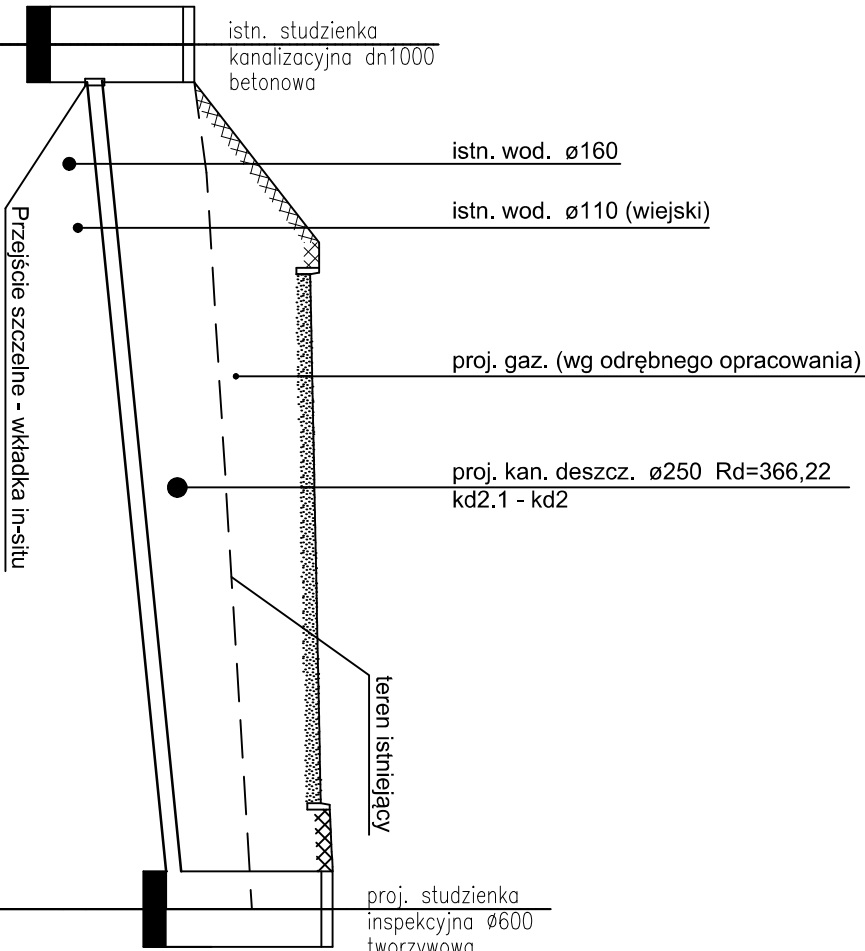 istn. studzienka
kanalizacyjna dn1000
betonowa
istn. wod. ø160
istn. wod. ø110 (wiejski)
Przejście szczelne - wkładka in-situ
proj. gaz. (wg odrębnego opracowania)
proj. kan. deszcz. ø250 Rd=366,22
kd2.1 - kd2
teren istniejący
proj. studzienka
inspekcyjna Ø600
tworzywowa